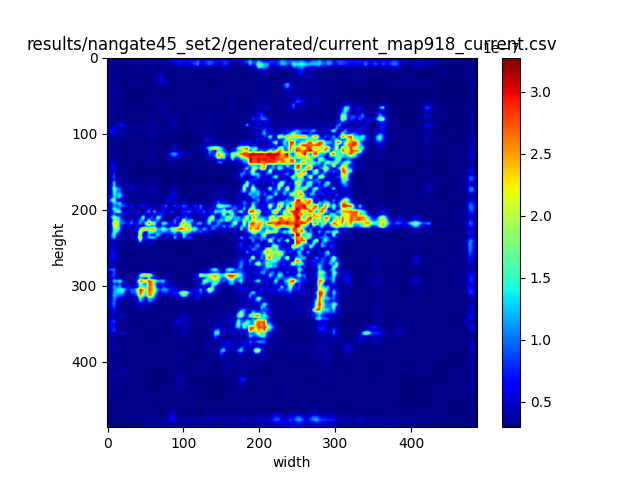 results/nangate45_set2/generated/current_map918_current.csv
1e−7
0
100
200
300
400
height
0 100 200 300 400
width
3.0
2.5
2.0
1.5
1.0
0.5